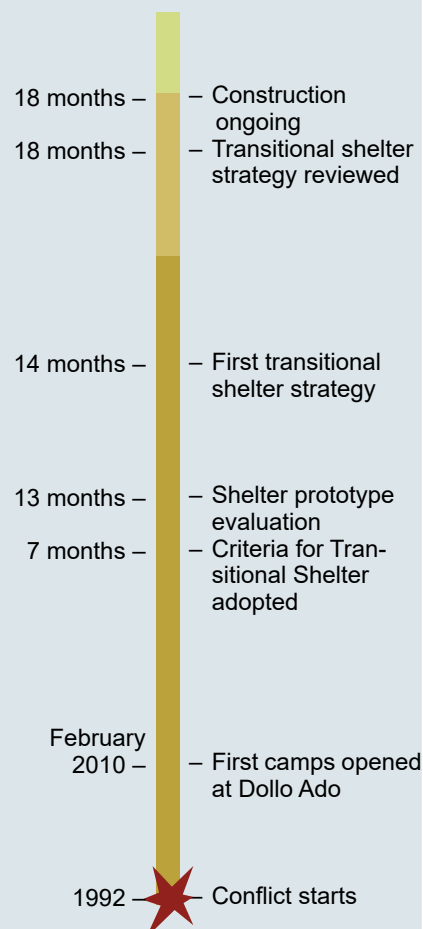 18 months – – Construction
ongoing
18 months – – Transitional shelter
strategy reviewed
14 months – – First transitional
shelter strategy
13 months – – Shelter prototype
evaluation
7 months – – Criteria for Tran-
sitional Shelter
adopted
February
2010 – – First camps opened
at Dollo Ado
1992 – – Conflict starts